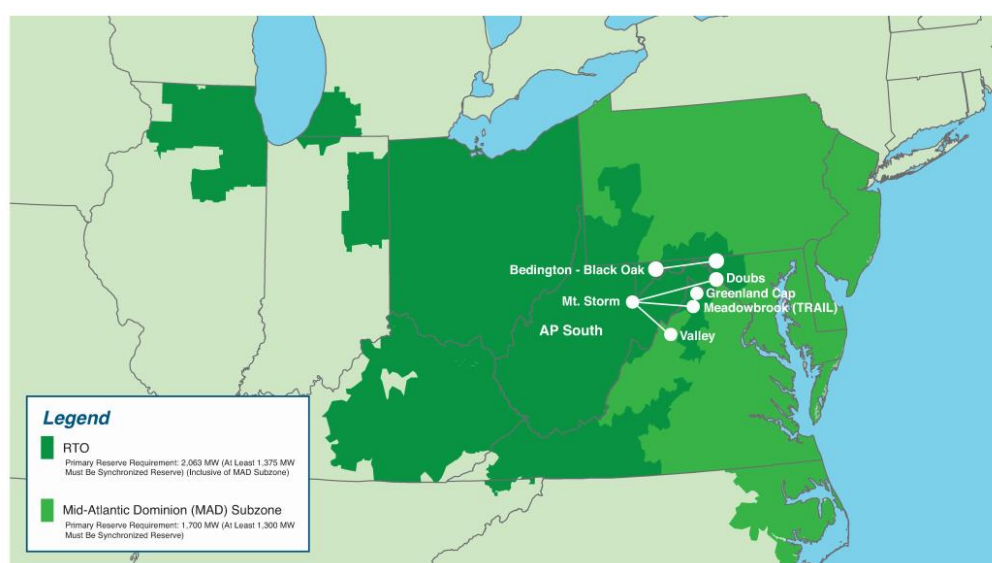 Bedington - Black Oak
Doubs
Greenland Cap
Mt. Storm
Meadowbrook (TRAIL)
AP South
Valley
Legend
RTO
Primary Reserve Requirement: 2,063 MW (At Least 1,375 MW
Must Be Synchronized Reserve) (Inclusive of MAD Subzone)
Mid-Atlantic Dominion (MAD) Subzone
Primary Reserve Requirement: 1,700 MW (At Least 1,300 MW
Must Be Synchronized Reserve)